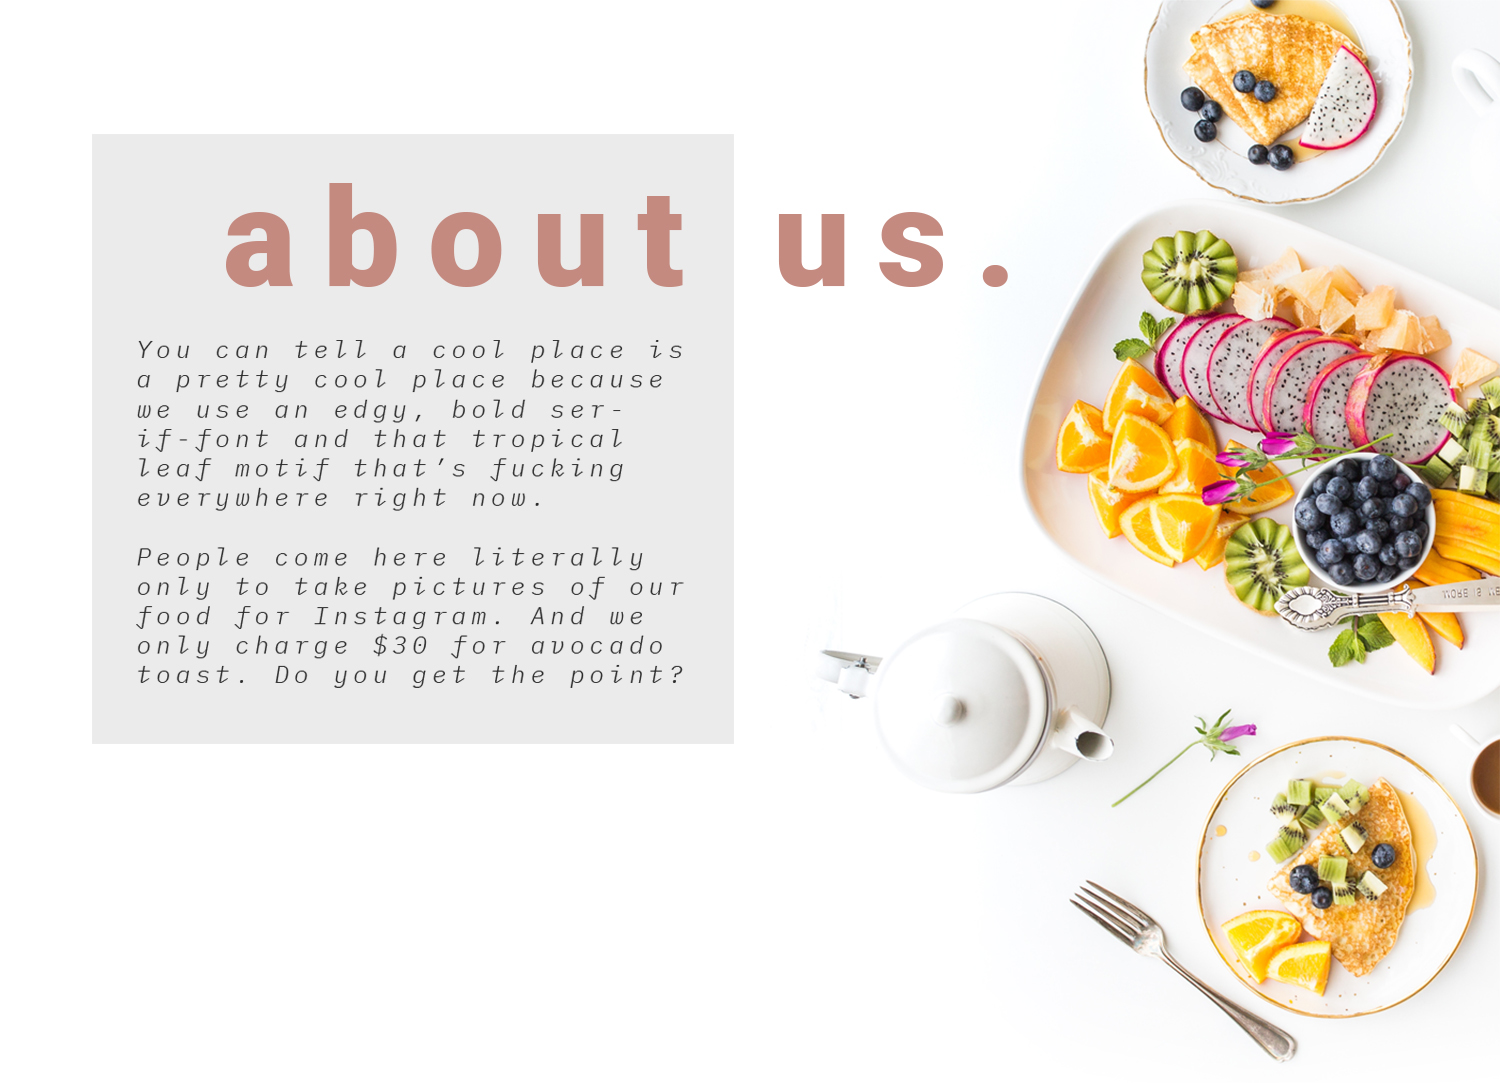 about us.
You can tell a cool place is
a pretty cool place because
we use an edgy, bold ser-
if-font and that tropical
leaf motif that's fucking
everywhere right now.
People come here literally
only to take pictures of our
food for Instagram. And we
only charge $30 for avocado
toast. Do you get the point?